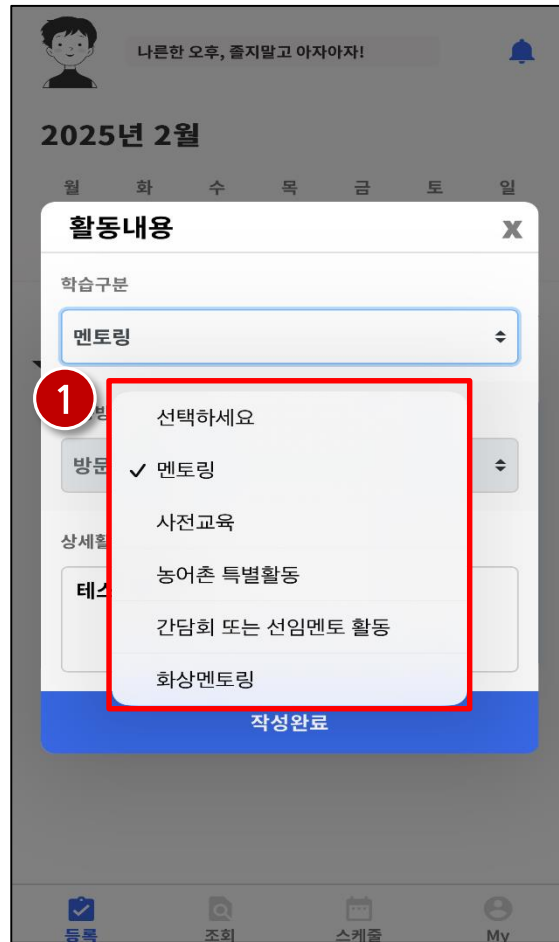 나른한 오후, 졸지말고 아자아자!
2025년 2월
월 화 수 목 금 토 일
활동내용 X
학습구분
멘토링
1
선택하세요
방문
✓ 멘토링
사전교육
상세활
농어촌 특별활동
간담회 또는 선임멘토 활동
화상멘토링
작성완료
등록 조회 스케줄 My